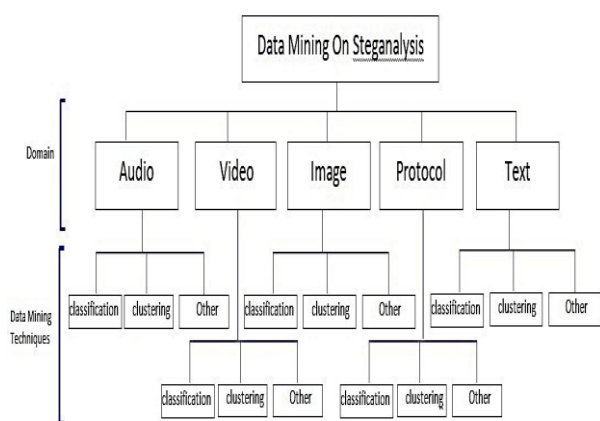 Data Mining On Steganalysis
Domain
Audio
Video
Image
Protocol
Text
Data Mining
Techniques
classification
clustering
Other
classification
clustering
Other
classification
clustering
Other
classification
clustering
Other
classification
clustering
Other